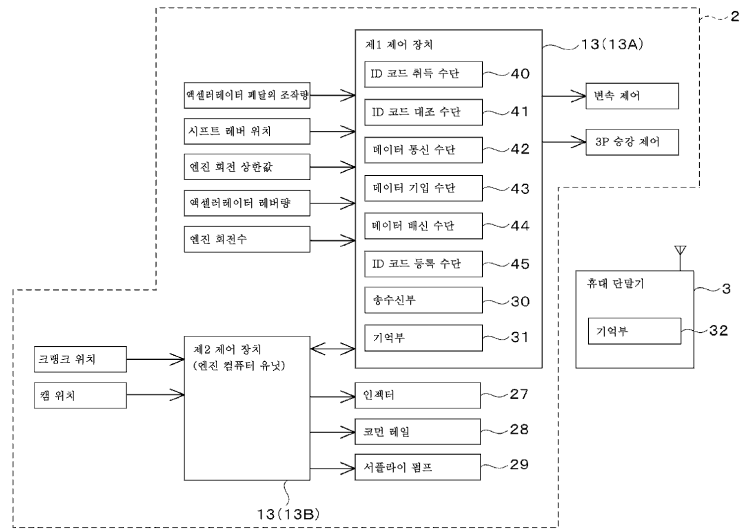 2
제1 제어 장치
13(13A)
ID 코드 취득 수단
40
ID 코드 대조 수단
41
데이터 통신 수단
42
데이터 기입 수단
43
데이터 배신 수단
44
ID 코드 등록 수단
45
송수신부
30
기억부
31
액셀러레이터 페달의 조작량
시프트 레버 위치
엔진 회전 상한값
액셀러레이터 레버량
엔진 회전수
변속 제어
3P 승강 제어
휴대 단말기
3
기억부
32
크랭크 위치
캠 위치
제2 제어 장치
(엔진 컴퓨터 유닛)
13(13B)
인젝터
27
코먼 레일
28
서플라이 펌프
29